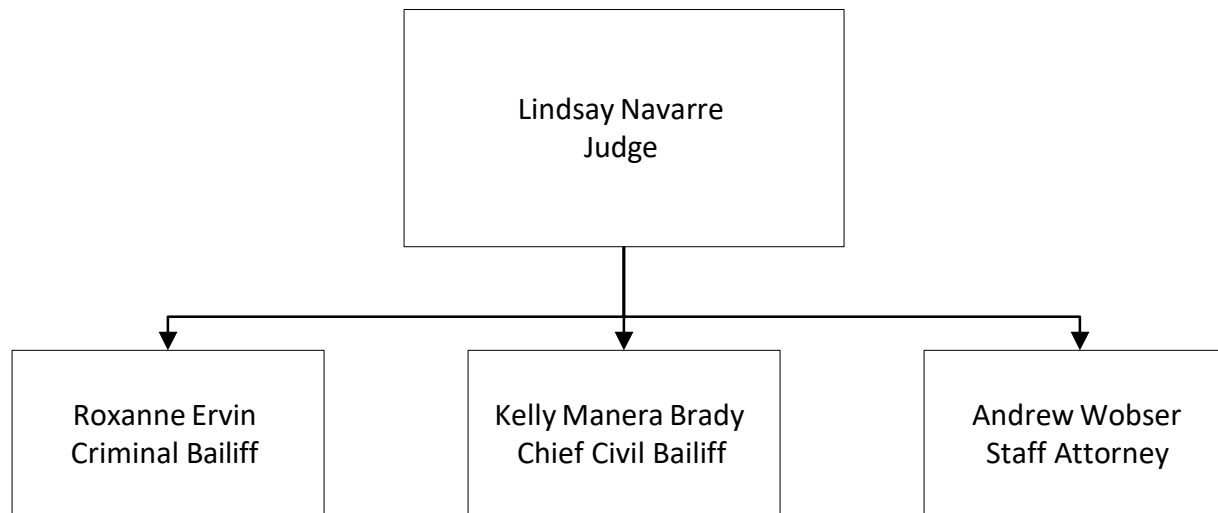 Lindsay Navarre
Judge
Roxanne Ervin
Criminal Bailiff
Kelly Manera Brady
Chief Civil Bailiff
Andrew Wobser
Staff Attorney